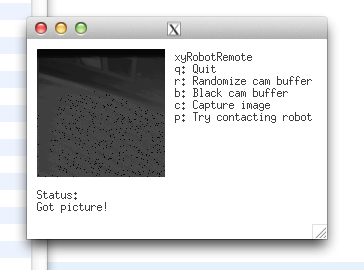 xyRobotRemote
q: Quit
r: Randomize cam buffer
b: Black cam buffer
c: Capture image
p: Try contacting robot
Status:
Got picture!